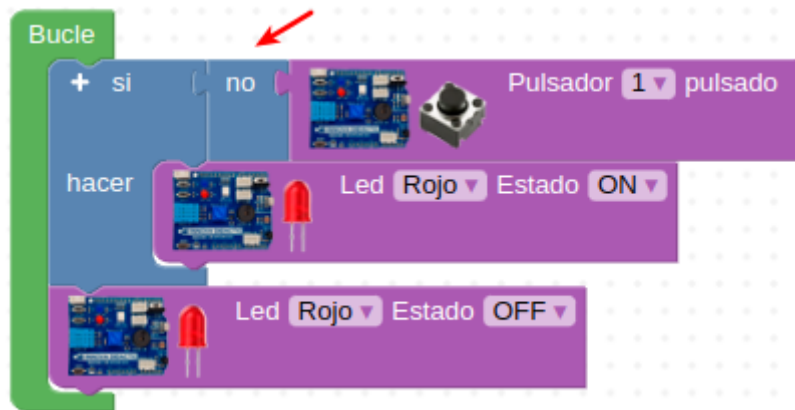 Bucle
+ si no Pulsador 1 pulsado
hacer Led Rojo Estado ON
Led Rojo Estado OFF